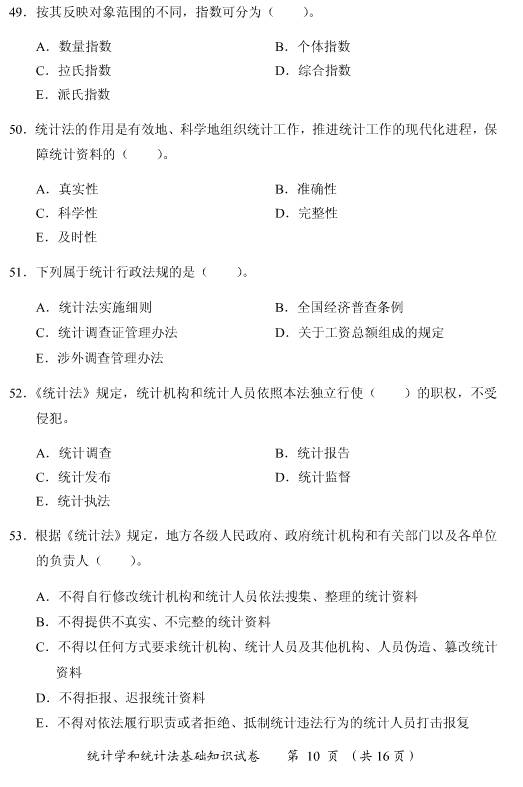 49．按其反映对象范围的不同，指数可分为（　　）。
A．数量指数　　B．个体指数
C．拉氏指数　　D．综合指数
E．派氏指数
50．统计法的作用是有效地、科学地组织统计工作，推进统计工作的现代化进程，保
障统计资料的（　　）。
A．真实性　　B．准确性
C．科学性　　D．完整性
E．及时性
51．下列属于统计行政法规的是（　　）。
A．统计法实施细则　　B．全国经济普查条例
C．统计调查证管理办法　　D．关于工资总额组成的规定
E．涉外调查管理办法
52．《统计法》规定，统计机构和统计人员依照本法独立行使（　　）的职权，不受
侵犯。
A．统计调查　　B．统计报告
C．统计发布　　D．统计监督
E．统计执法
53．根据《统计法》规定，地方各级人民政府、政府统计机构和有关部门以及各单位
的负责人（　　）。
A．不得自行修改统计机构和统计人员依法搜集、整理的统计资料
B．不得提供不真实、不完整的统计资料
C．不得以任何方式要求统计机构、统计人员及其他机构、人员伪造、篡改统计
资料
D．不得拒报、迟报统计资料
E．不得对依法履行职责或者拒绝、抵制统计违法行为的统计人员打击报复
统计学和统计法基础知识试卷　　第 10 页 （共 16 页）